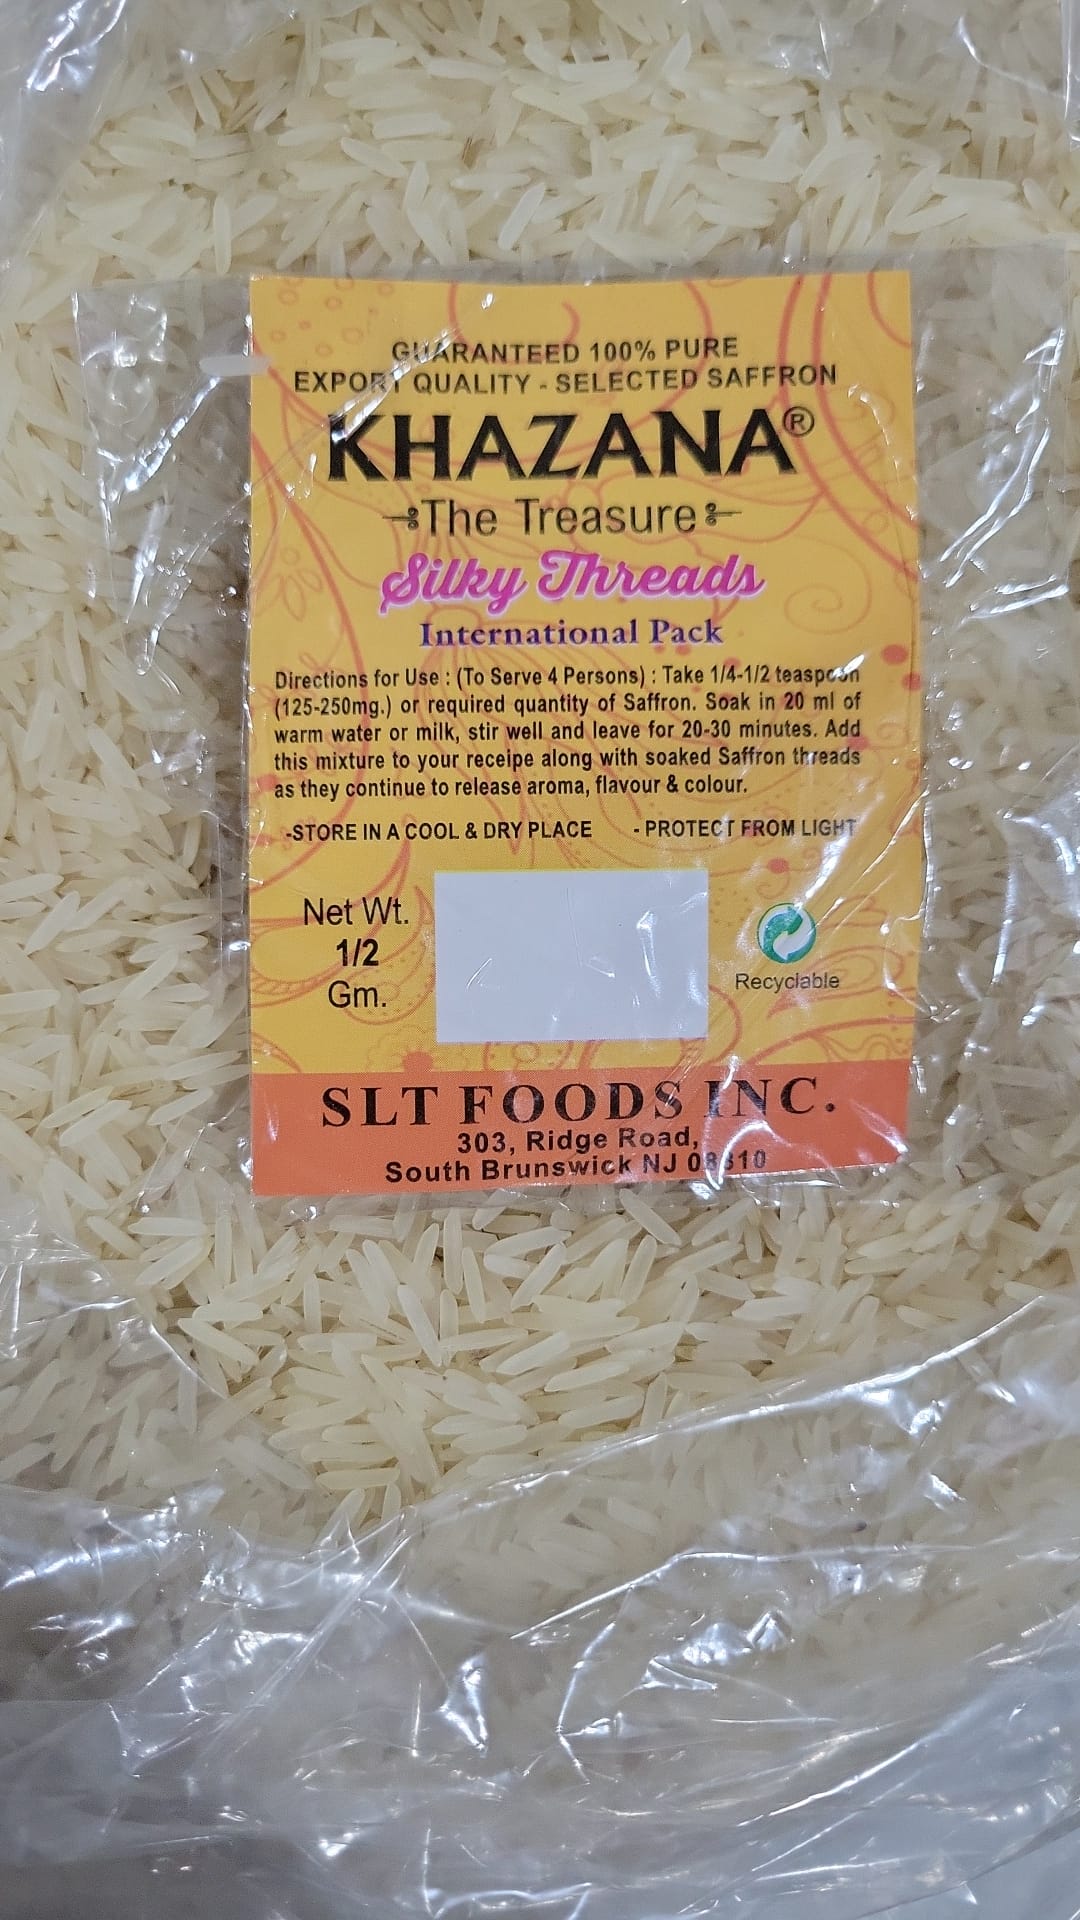 GUARANTEED 100% PURE
EXPORT QUALITY - SELECTED SAFFRON
KHAZANA®
The Treasure
Silky Threads
International Pack
Directions for Use : (To Serve 4 Persons) : Take 1/4-1/2 teaspoon
(125-250mg.) or required quantity of Saffron. Soak in 20 ml of
warm water or milk, stir well and leave for 20-30 minutes. Add
this mixture to your receipe along with soaked Saffron threads
as they continue to release aroma, flavour & colour.
-STORE IN A COOL & DRY PLACE - PROTECT FROM LIGHT
Net Wt.
1/2
Gm.
Recyclable
SLT FOODS INC.
303, Ridge Road,
South Brunswick NJ